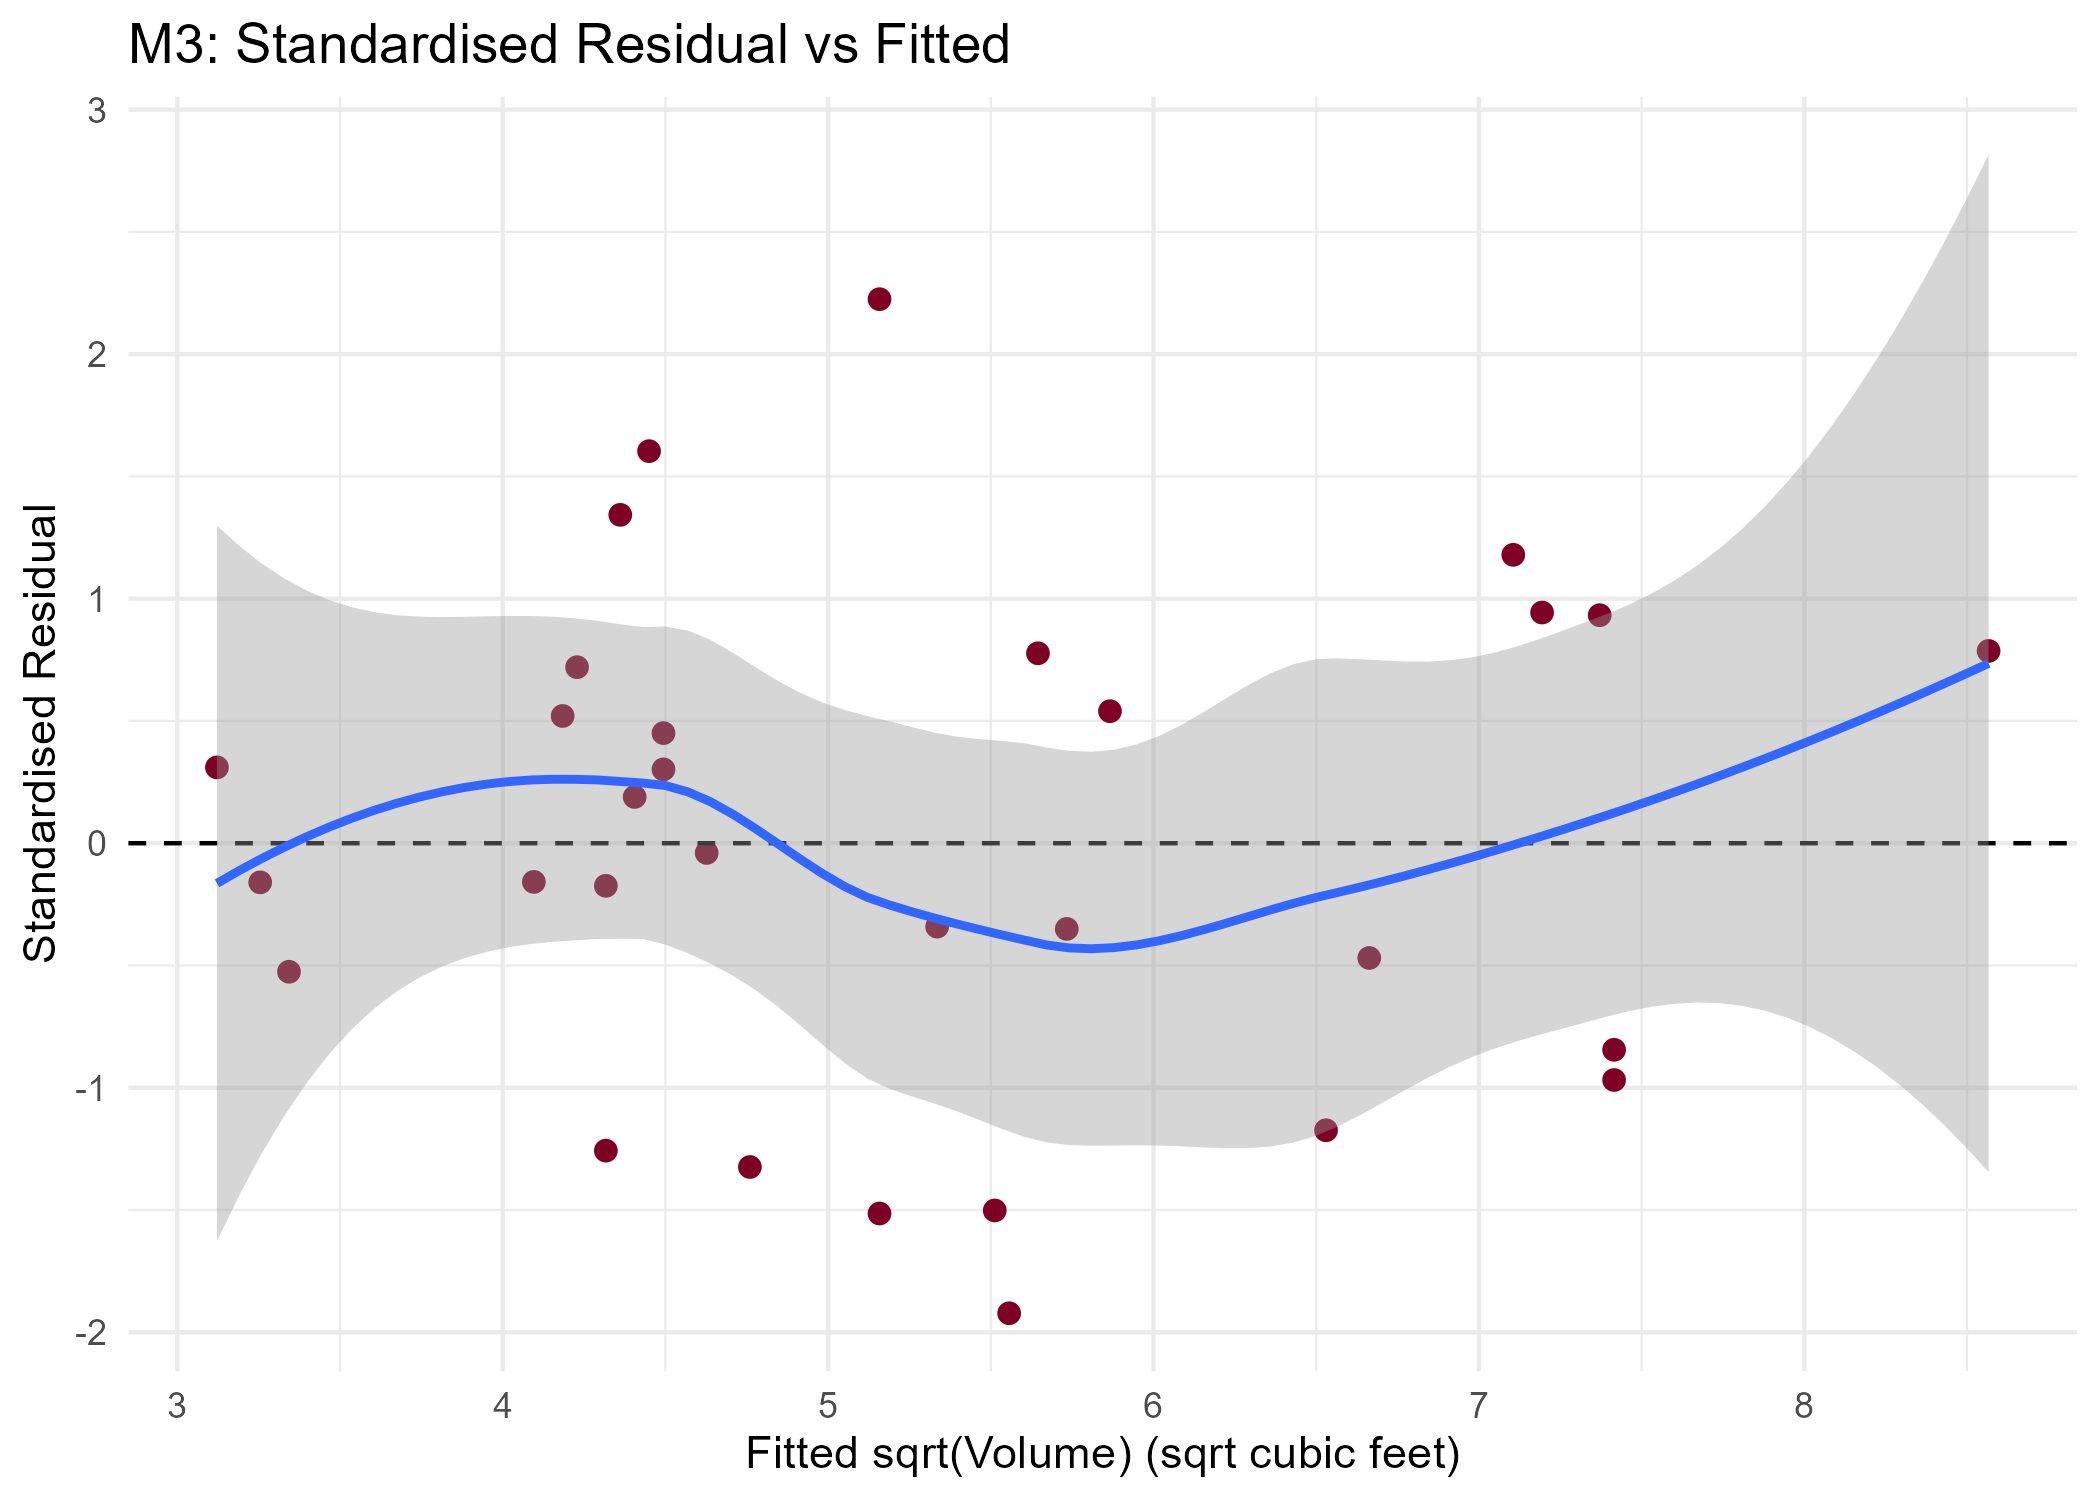 M3: Standardised Residual vs Fitted
3
2
1
0
-1
-2
Standardised Residual
3 4 5 6 7 8
Fitted sqrt(Volume) (sqrt cubic feet)